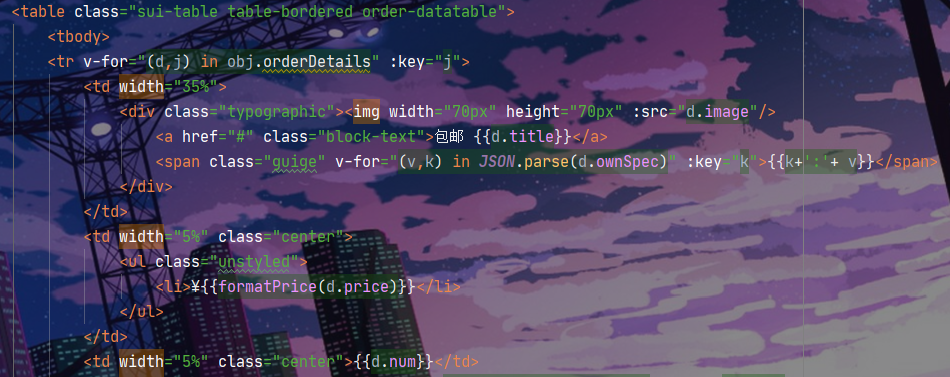 <table class="sui-table table-bordered order-datatable">
<tbody>
<tr v-for="(d,j) in obj.orderDetails" :key="j">
<td width="35%">
<div class="typographic"><img width="70px" height="70px" :src="d.image"/>
<a href="#" class="block-text">包邮 {{d.title}}</a>
<span class="guige" v-for="(v,k) in JSON.parse(d.ownSpec)" :key="k">{{k+':'+ v}}</span>
</div>
</td>
<td width="5%" class="center">
<ul class="unstyled">
<li>¥{{formatPrice(d.price)}}</li>
</ul>
</td>
<td width="5%" class="center">{{d.num}}</td>